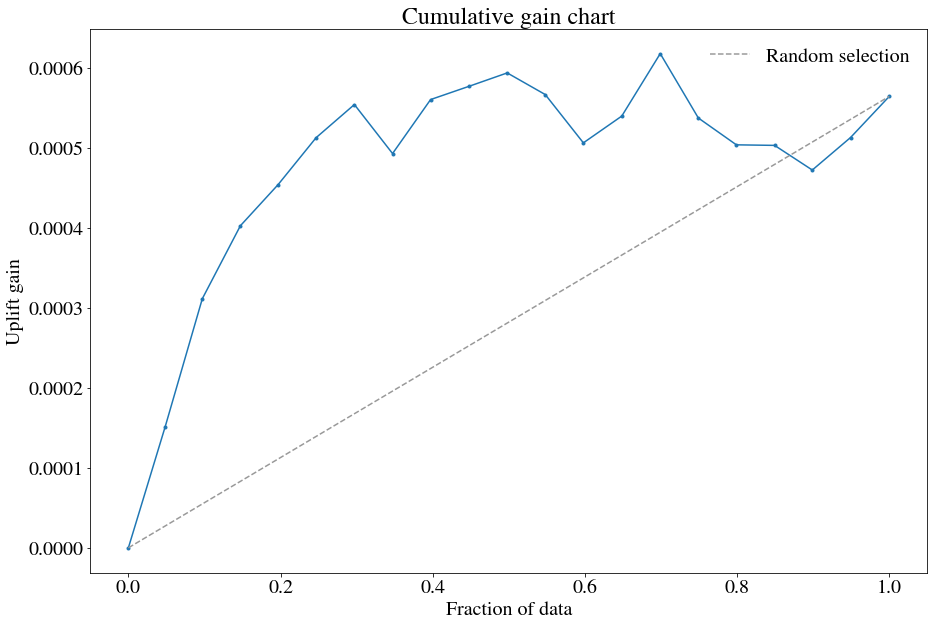 Cumulative gain chart
Random selection
Uplift gain
0.0006
0.0005
0.0004
0.0003
0.0002
0.0001
0.0000
0.0 0.2 0.4 0.6 0.8 1.0
Fraction of data